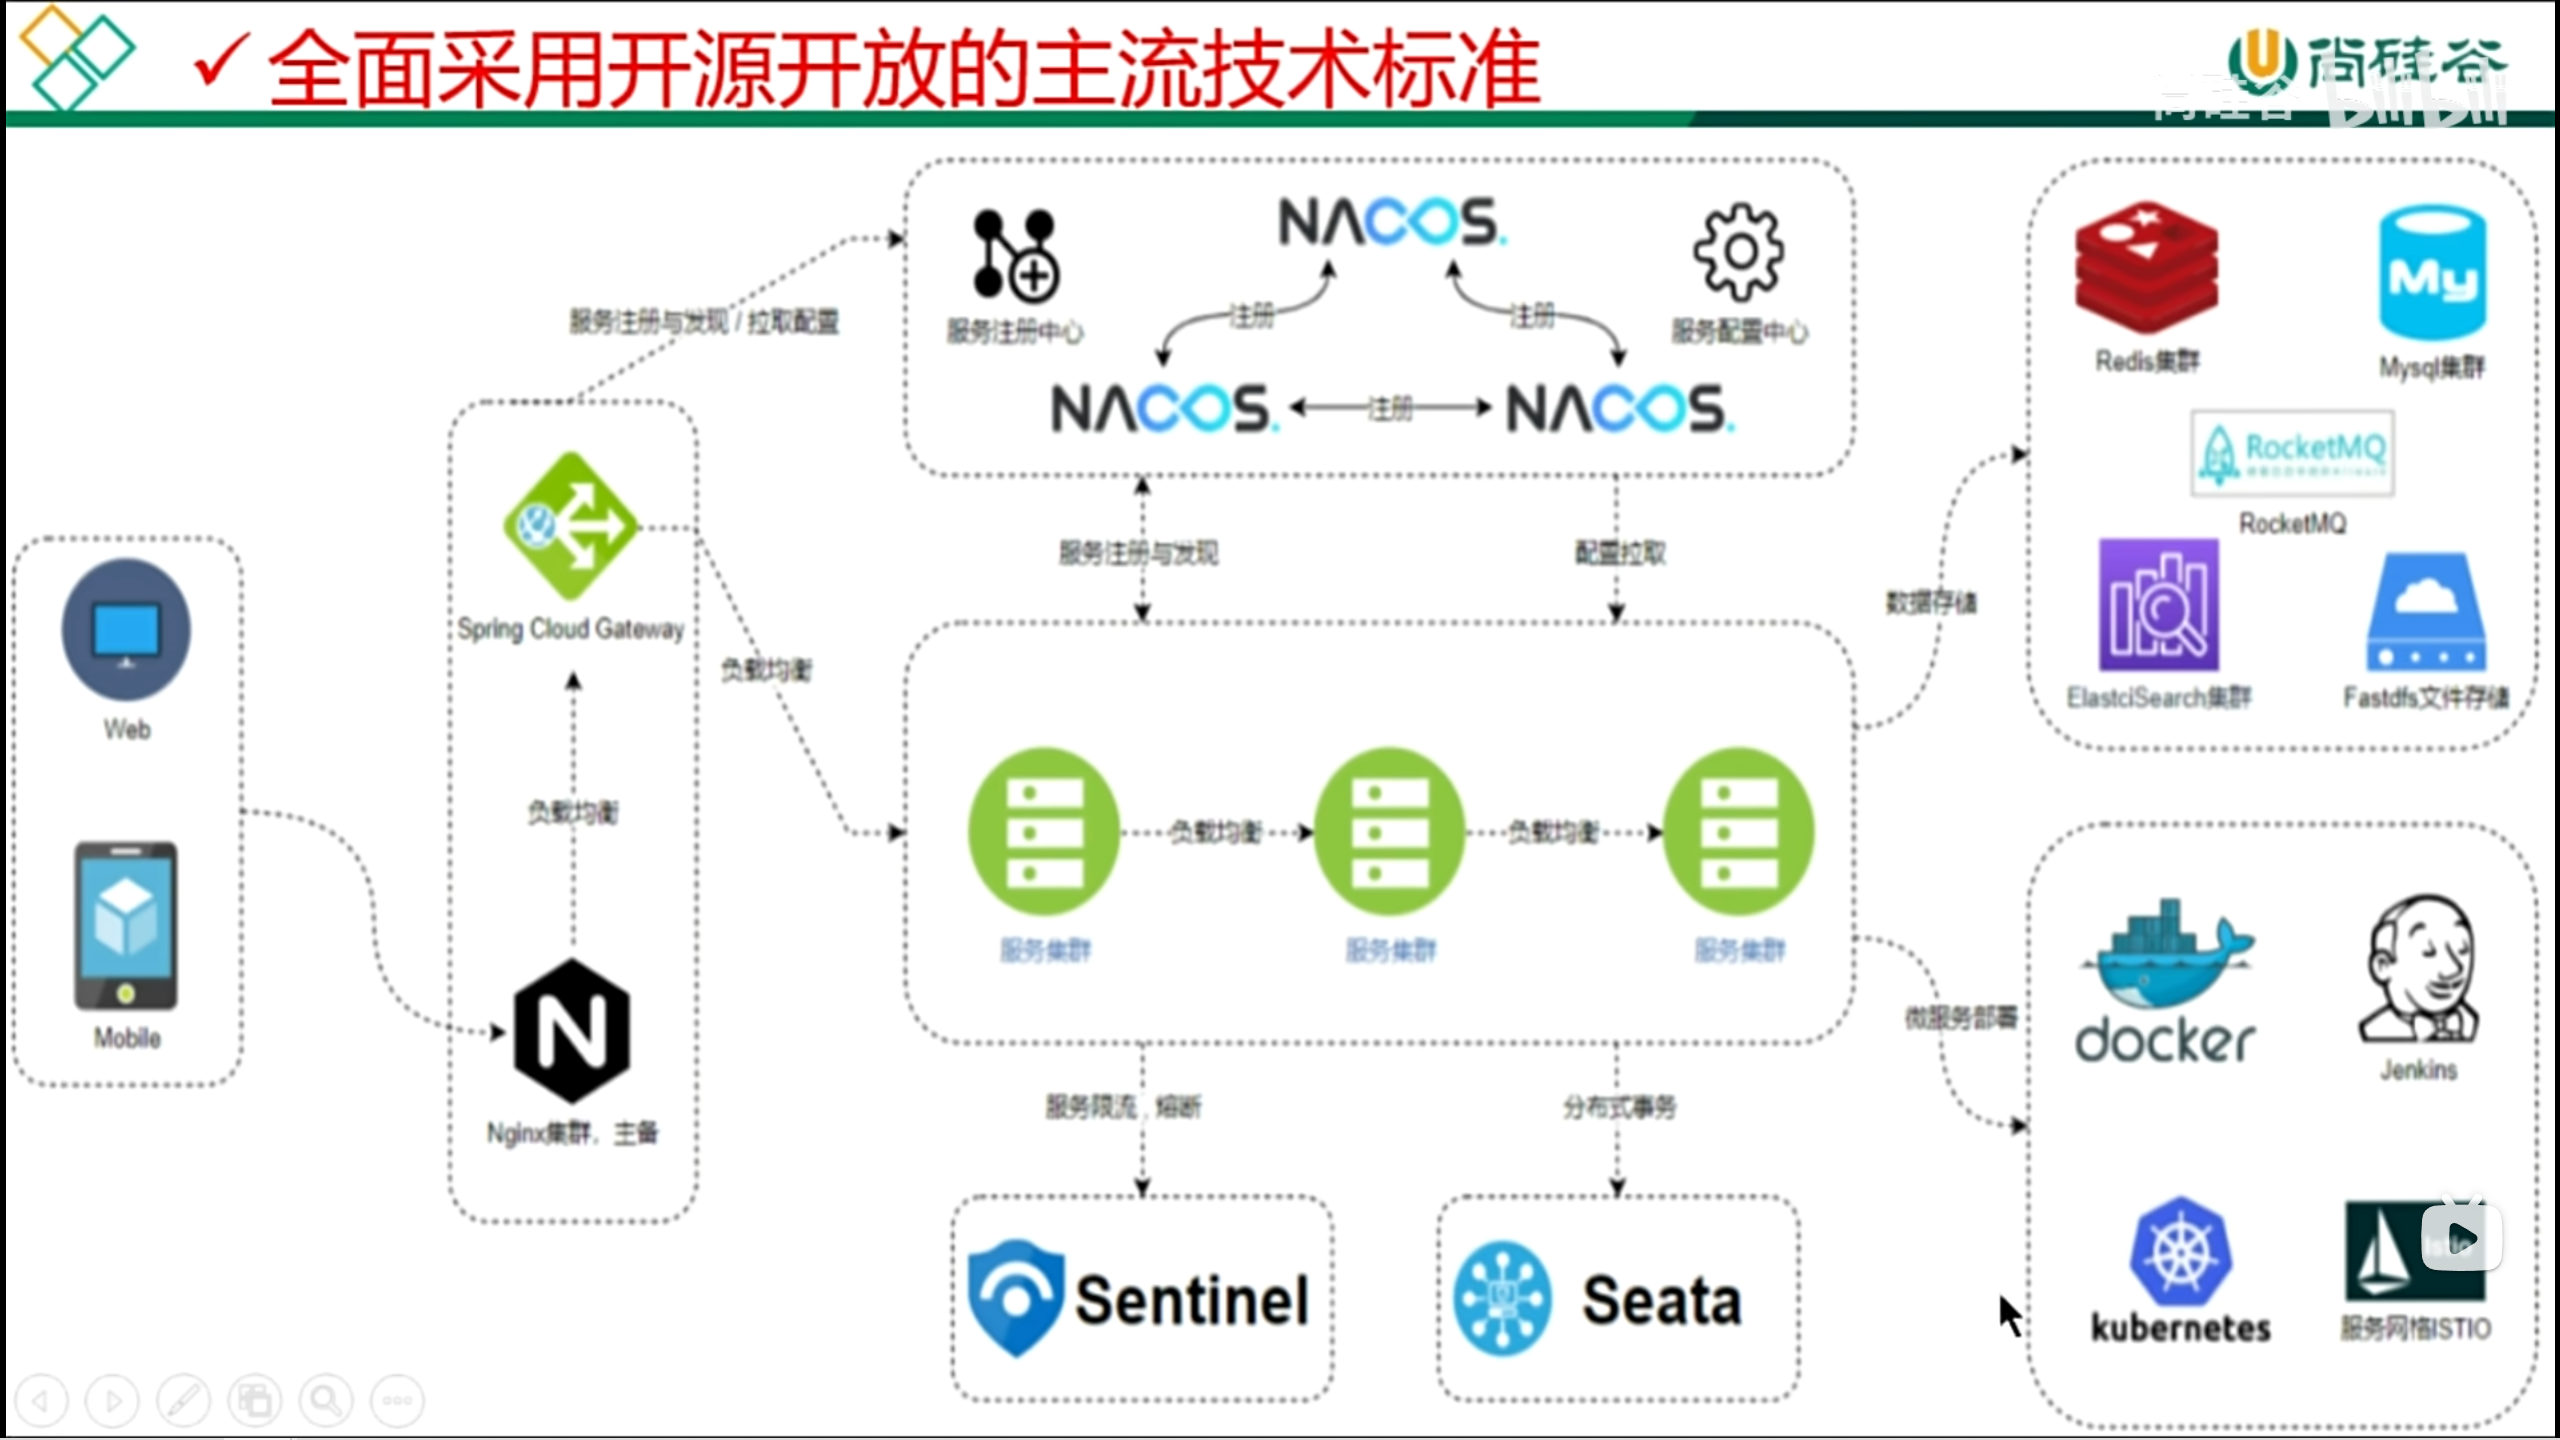 全面采用开源开放的主流技术标准
尚硅谷
尚硅谷 bilibili
NACOS.
服务注册中心
服务配置中心
注册
注册
NACOS.
注册
NACOS.
服务注册与发现 / 拉取配置
Redis集群
Mysql集群
RocketMQ
RocketMQ
ElastciSearch集群
Fastdfs文件存储
服务注册与发现
配置拉取
数据存储
Web
Mobile
Spring Cloud Gateway
负载均衡
负载均衡
Nginx集群，主备
负载均衡
负载均衡
服务集群
服务集群
服务集群
服务限流，熔断
分布式事务
微服务部署
Sentinel
Seata
docker
Jenkins
kubernetes
服务网格ISTIO